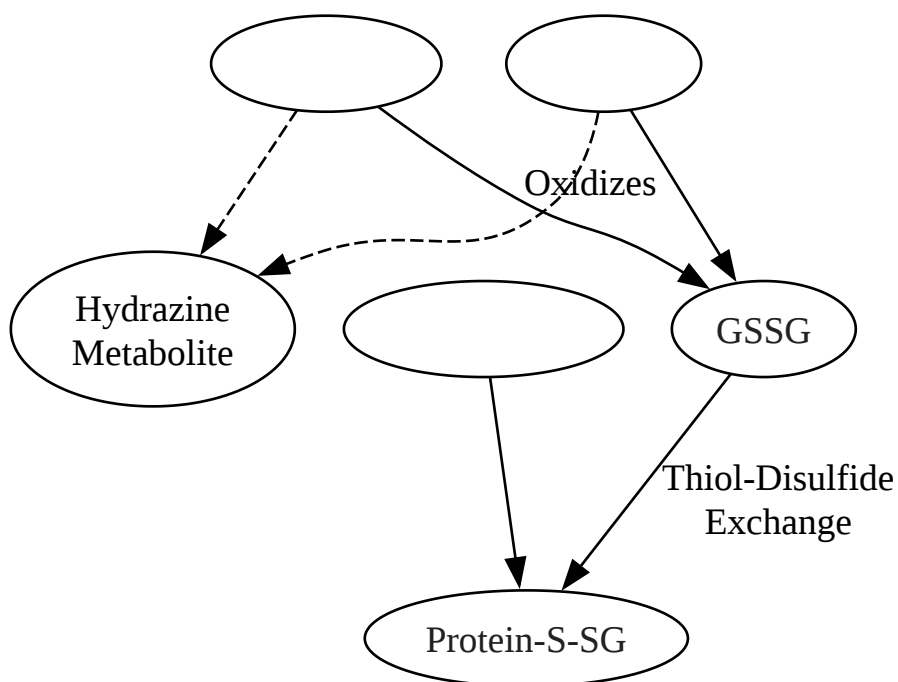 Oxidizes
Hydrazine
Metabolite
GSSG
Thiol-Disulfide
Exchange
Protein-S-SG